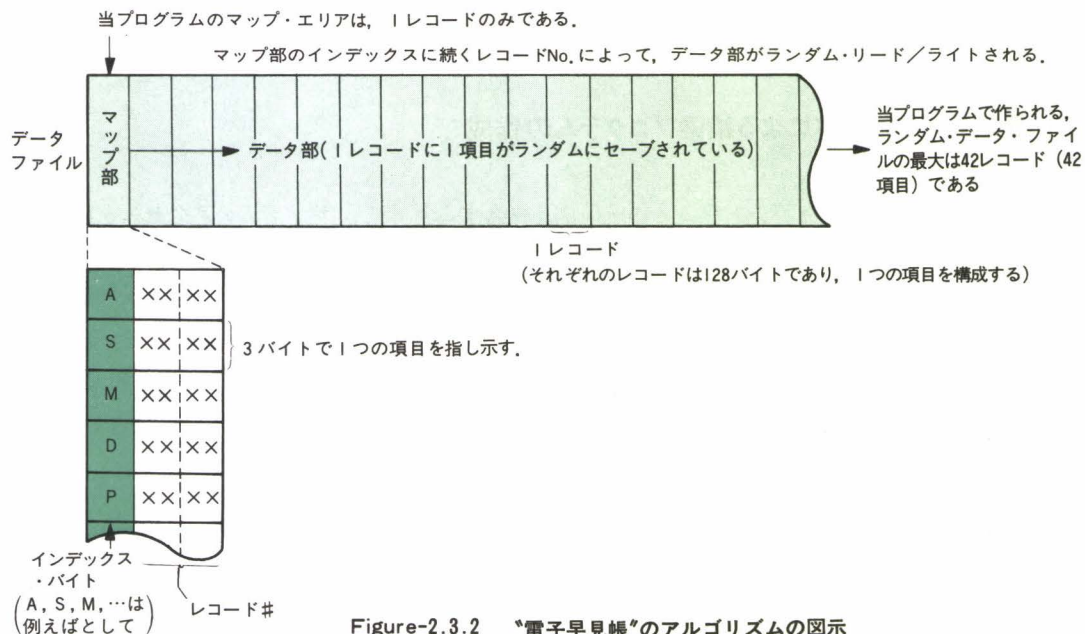 当プログラムのマップ・エリアは，1レコードのみである．
マップ部のインデックスに続くレコードNo.によって，データ部がランダム・リード／ライトされる．
データ
ファイル
マップ部
データ部(1レコードに1項目がランダムにセーブされている)
当プログラムで作られる，
ランダム・データ・ファイ
ルの最大は42レコード（42
項目）である
1レコード
(それぞれのレコードは128バイトであり，1つの項目を構成する)
A ×× ××
S ×× ××
M ×× ××
D ×× ××
P ×× ××
3バイトで1つの項目を指し示す．
インデックス
・バイト
(A，S，M，…は
例えばとして)
レコード#
Figure-2.3.2 〝電子早見帳〞のアルゴリズムの図示